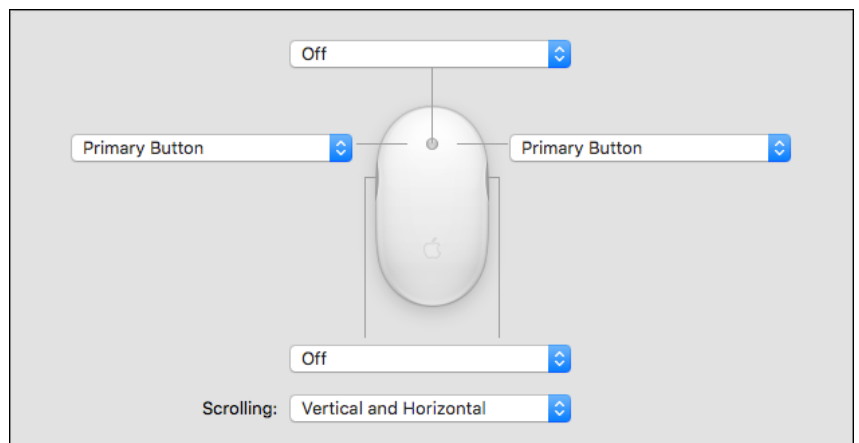 Off
Primary Button
Primary Button
Off
Scrolling: Vertical and Horizontal